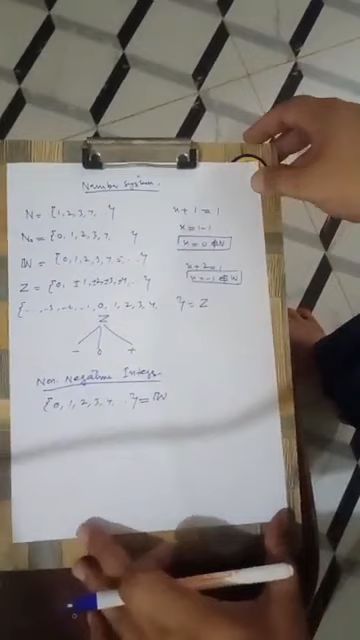 Number System.
N = {1, 2, 3, 4, }
x + 1 = 1
N₀ = {0, 1, 2, 3, 4, }
x = 1 - 1
x = 0 ∉ N
W = {0, 1, 2, 3, 4, 5, .. }
x + 2 = 1
Z = {0, ±1, ±2, ±3, ±4, .. }
x = -1 ∉ W
{ ... -3, -2, -1, 0, 1, 2, 3, 4, } = Z
Z
- 0 +
Non Negative Integ
{0, 1, 2, 3, 4, .. } = W